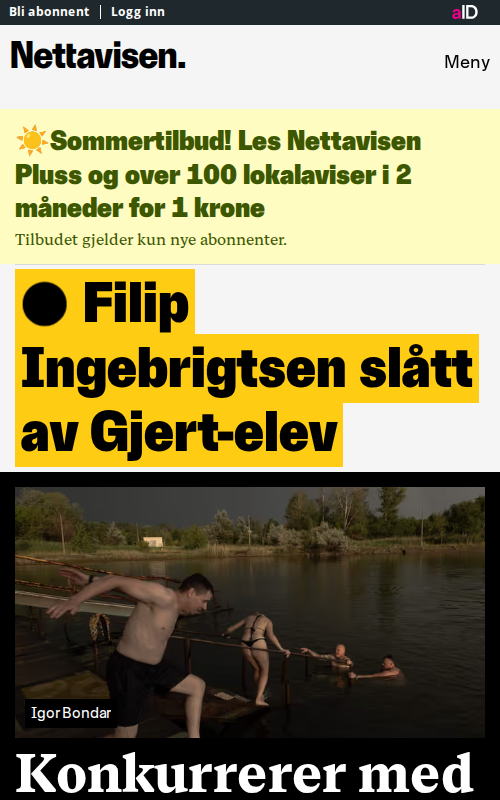 Bli abonnent | Logg inn
aID
Nettavisen.
Meny
☀️Sommertilbud! Les Nettavisen
Pluss og over 100 lokalaviser i 2
måneder for 1 krone
Tilbudet gjelder kun nye abonnenter.
● Filip
Ingebrigtsen slått
av Gjert-elev
Igor Bondar
Konkurrerer med